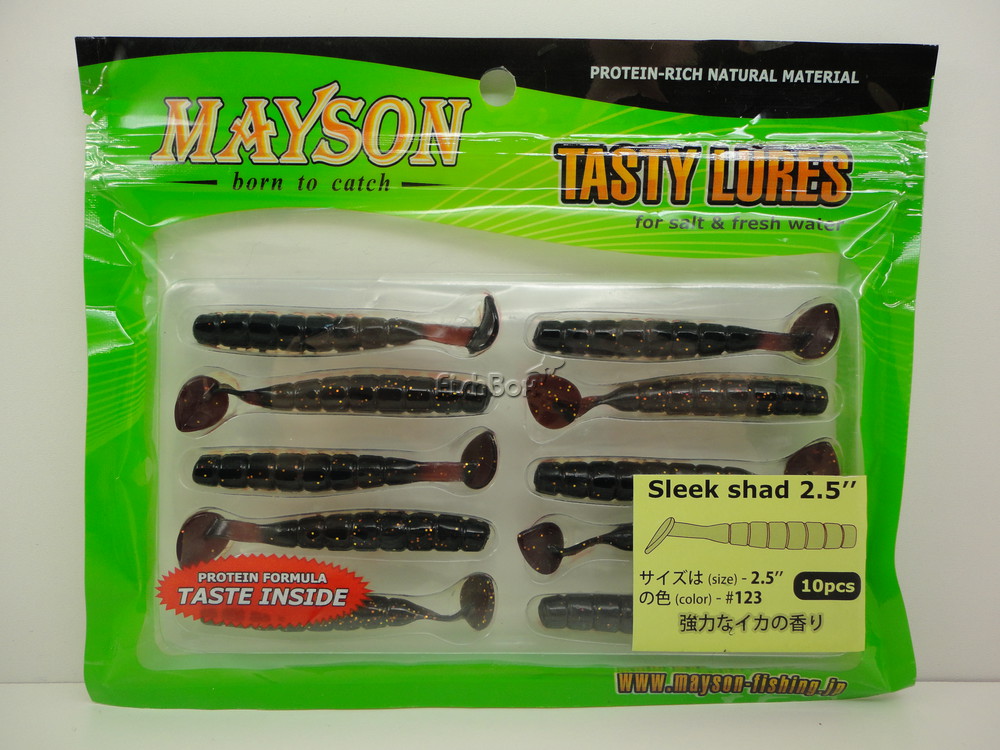 PROTEIN-RICH NATURAL MATERIAL
MAYSON
born to catch
TASTY LURES
for salt & fresh water
FishBox
Sleek shad 2.5’’
サイズは (size) - 2.5’’
の色 (color) - #123
10pcs
強力なイカの香り
PROTEIN FORMULA
TASTE INSIDE
www.mayson-fishing.jp